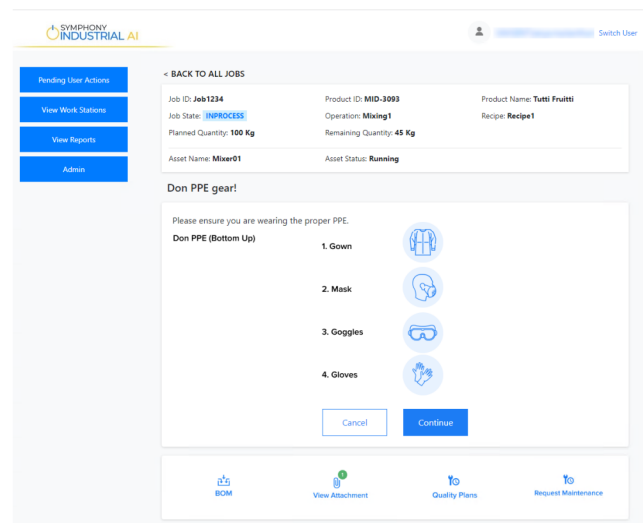 SYMPHONY
INDUSTRIAL AI
Switch User
Pending User Actions
View Work Stations
View Reports
Admin
< BACK TO ALL JOBS
Job ID: Job1234 Product ID: MID-3093 Product Name: Tutti Fruitti
Job State: INPROCESS Operation: Mixing1 Recipe: Recipe1
Planned Quantity: 100 Kg Remaining Quantity: 45 Kg
Asset Name: Mixer01 Asset Status: Running
Don PPE gear!
Please ensure you are wearing the proper PPE.
Don PPE (Bottom Up)
1. Gown
2. Mask
3. Goggles
4. Gloves
Cancel Continue
1
BOM View Attachment Quality Plans Request Maintenance